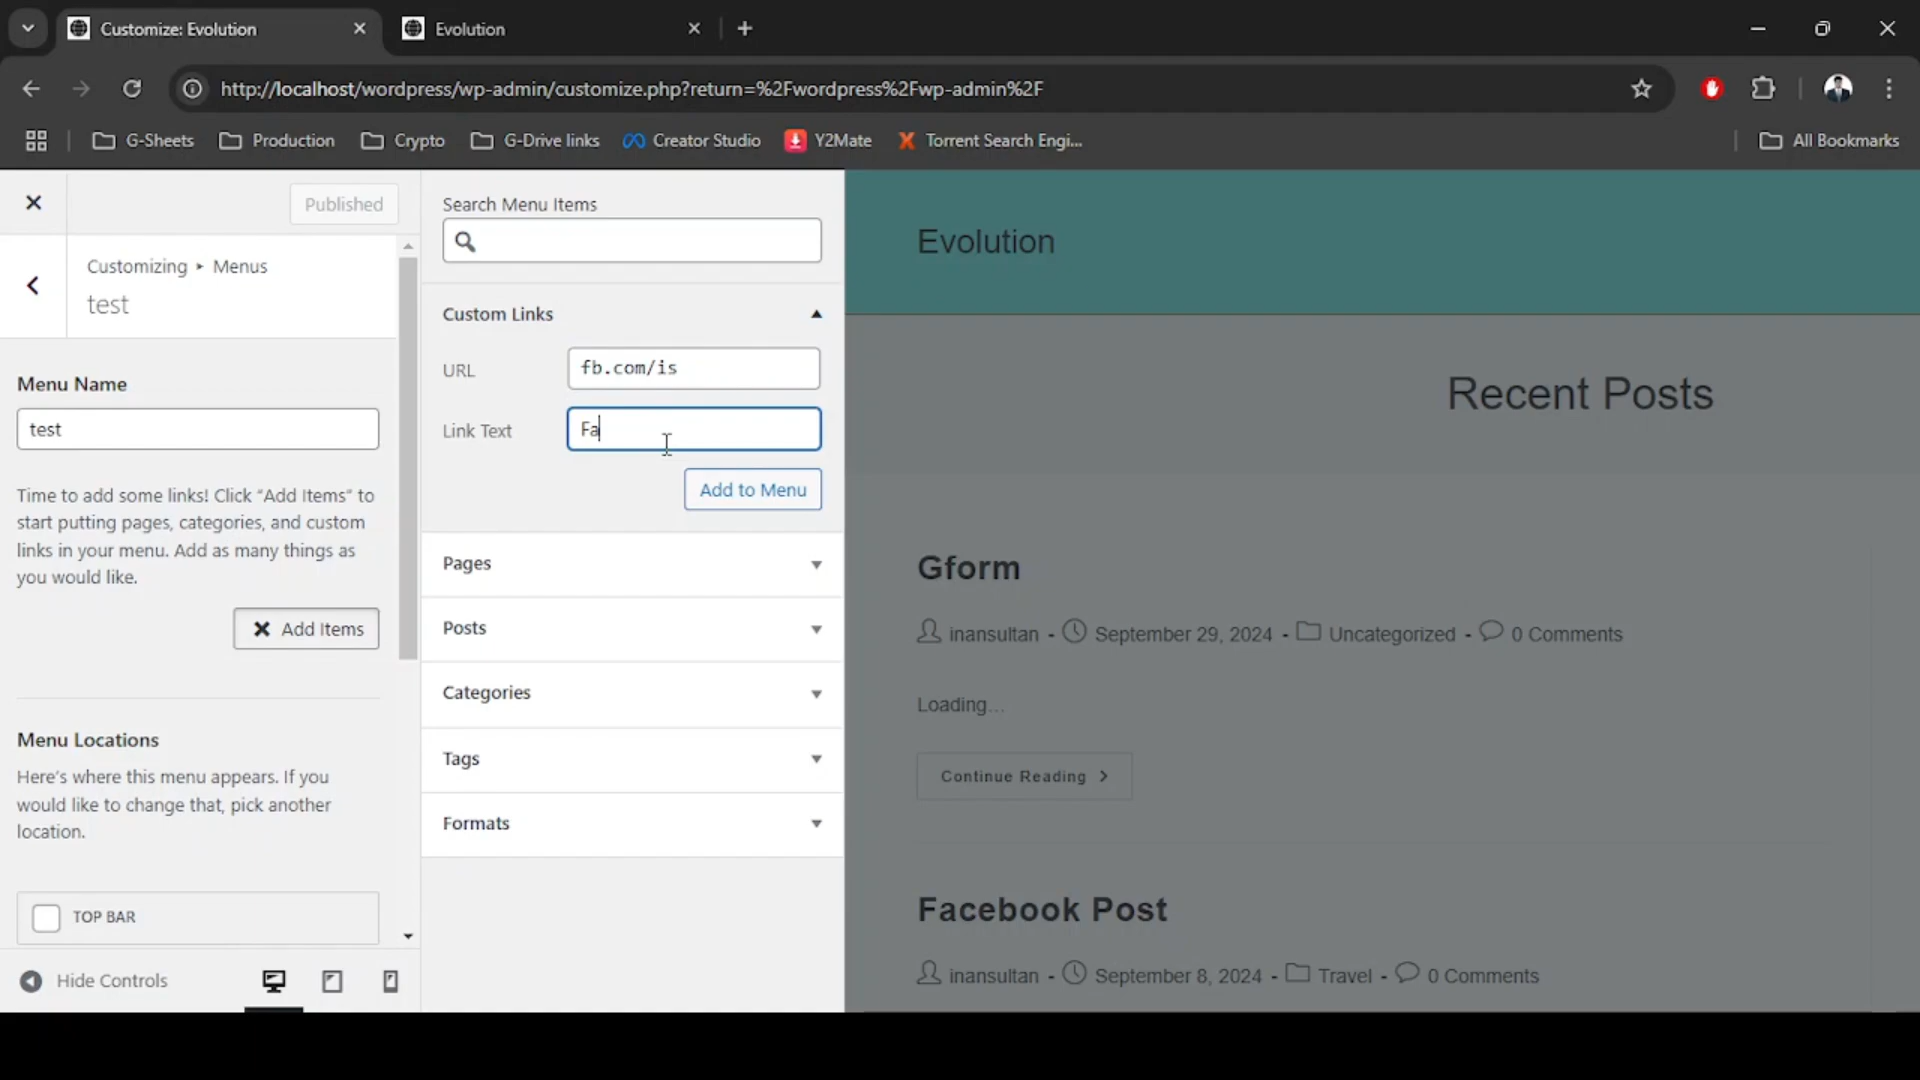 Customize: Evolution
Evolution
http://localhost/wordpress/wp-admin/customize.php?return=%2Fwordpress%2Fwp-admin%2F
G-Sheets
Production
Crypto
G-Drive links
Creator Studio
Y2Mate
Torrent Search Engi...
All Bookmarks
Published
Customizing ▸ Menus
test
Menu Name
test
Time to add some links! Click “Add Items” to
start putting pages, categories, and custom
links in your menu. Add as many things as
you would like.
Add Items
Menu Locations
Here's where this menu appears. If you
would like to change that, pick another
location.
TOP BAR
Hide Controls
Search Menu Items
Custom Links
URL
fb.com/is
Link Text
Fa
Add to Menu
Pages
Posts
Categories
Tags
Formats
Evolution
Recent Posts
Gform
inansultan - September 29, 2024 - Uncategorized - 0 Comments
Loading…
Continue Reading
Facebook Post
inansultan - September 8, 2024 - Travel - 0 Comments